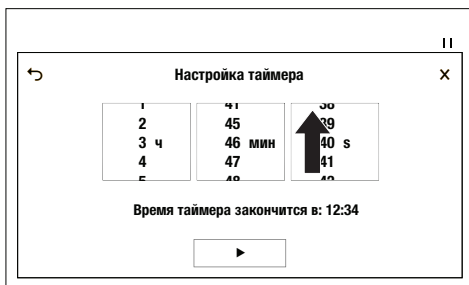 Настройка таймера
2 45 39
3 ч 46 мин 40 s
4 47 41
Время таймера закончится в: 12:34